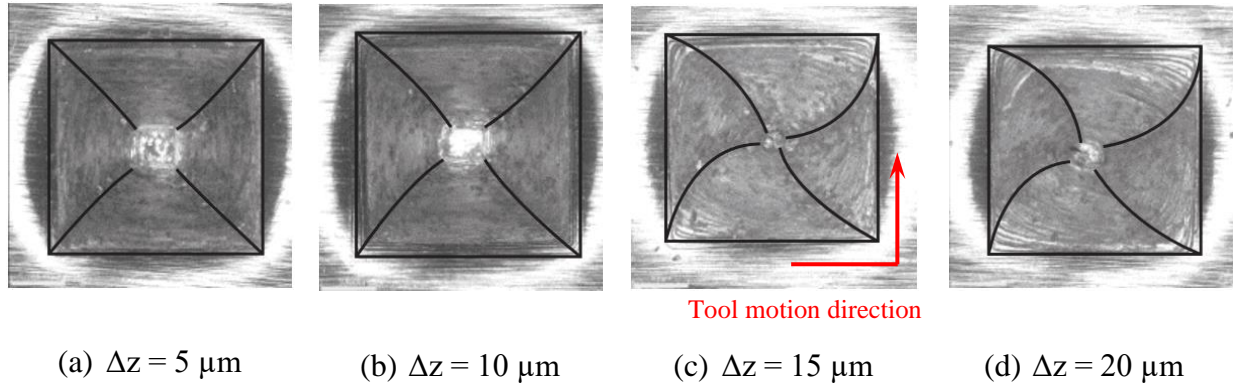 Tool motion direction
(a) Δz = 5 µm
(b) Δz = 10 µm
(c) Δz = 15 µm
(d) Δz = 20 µm